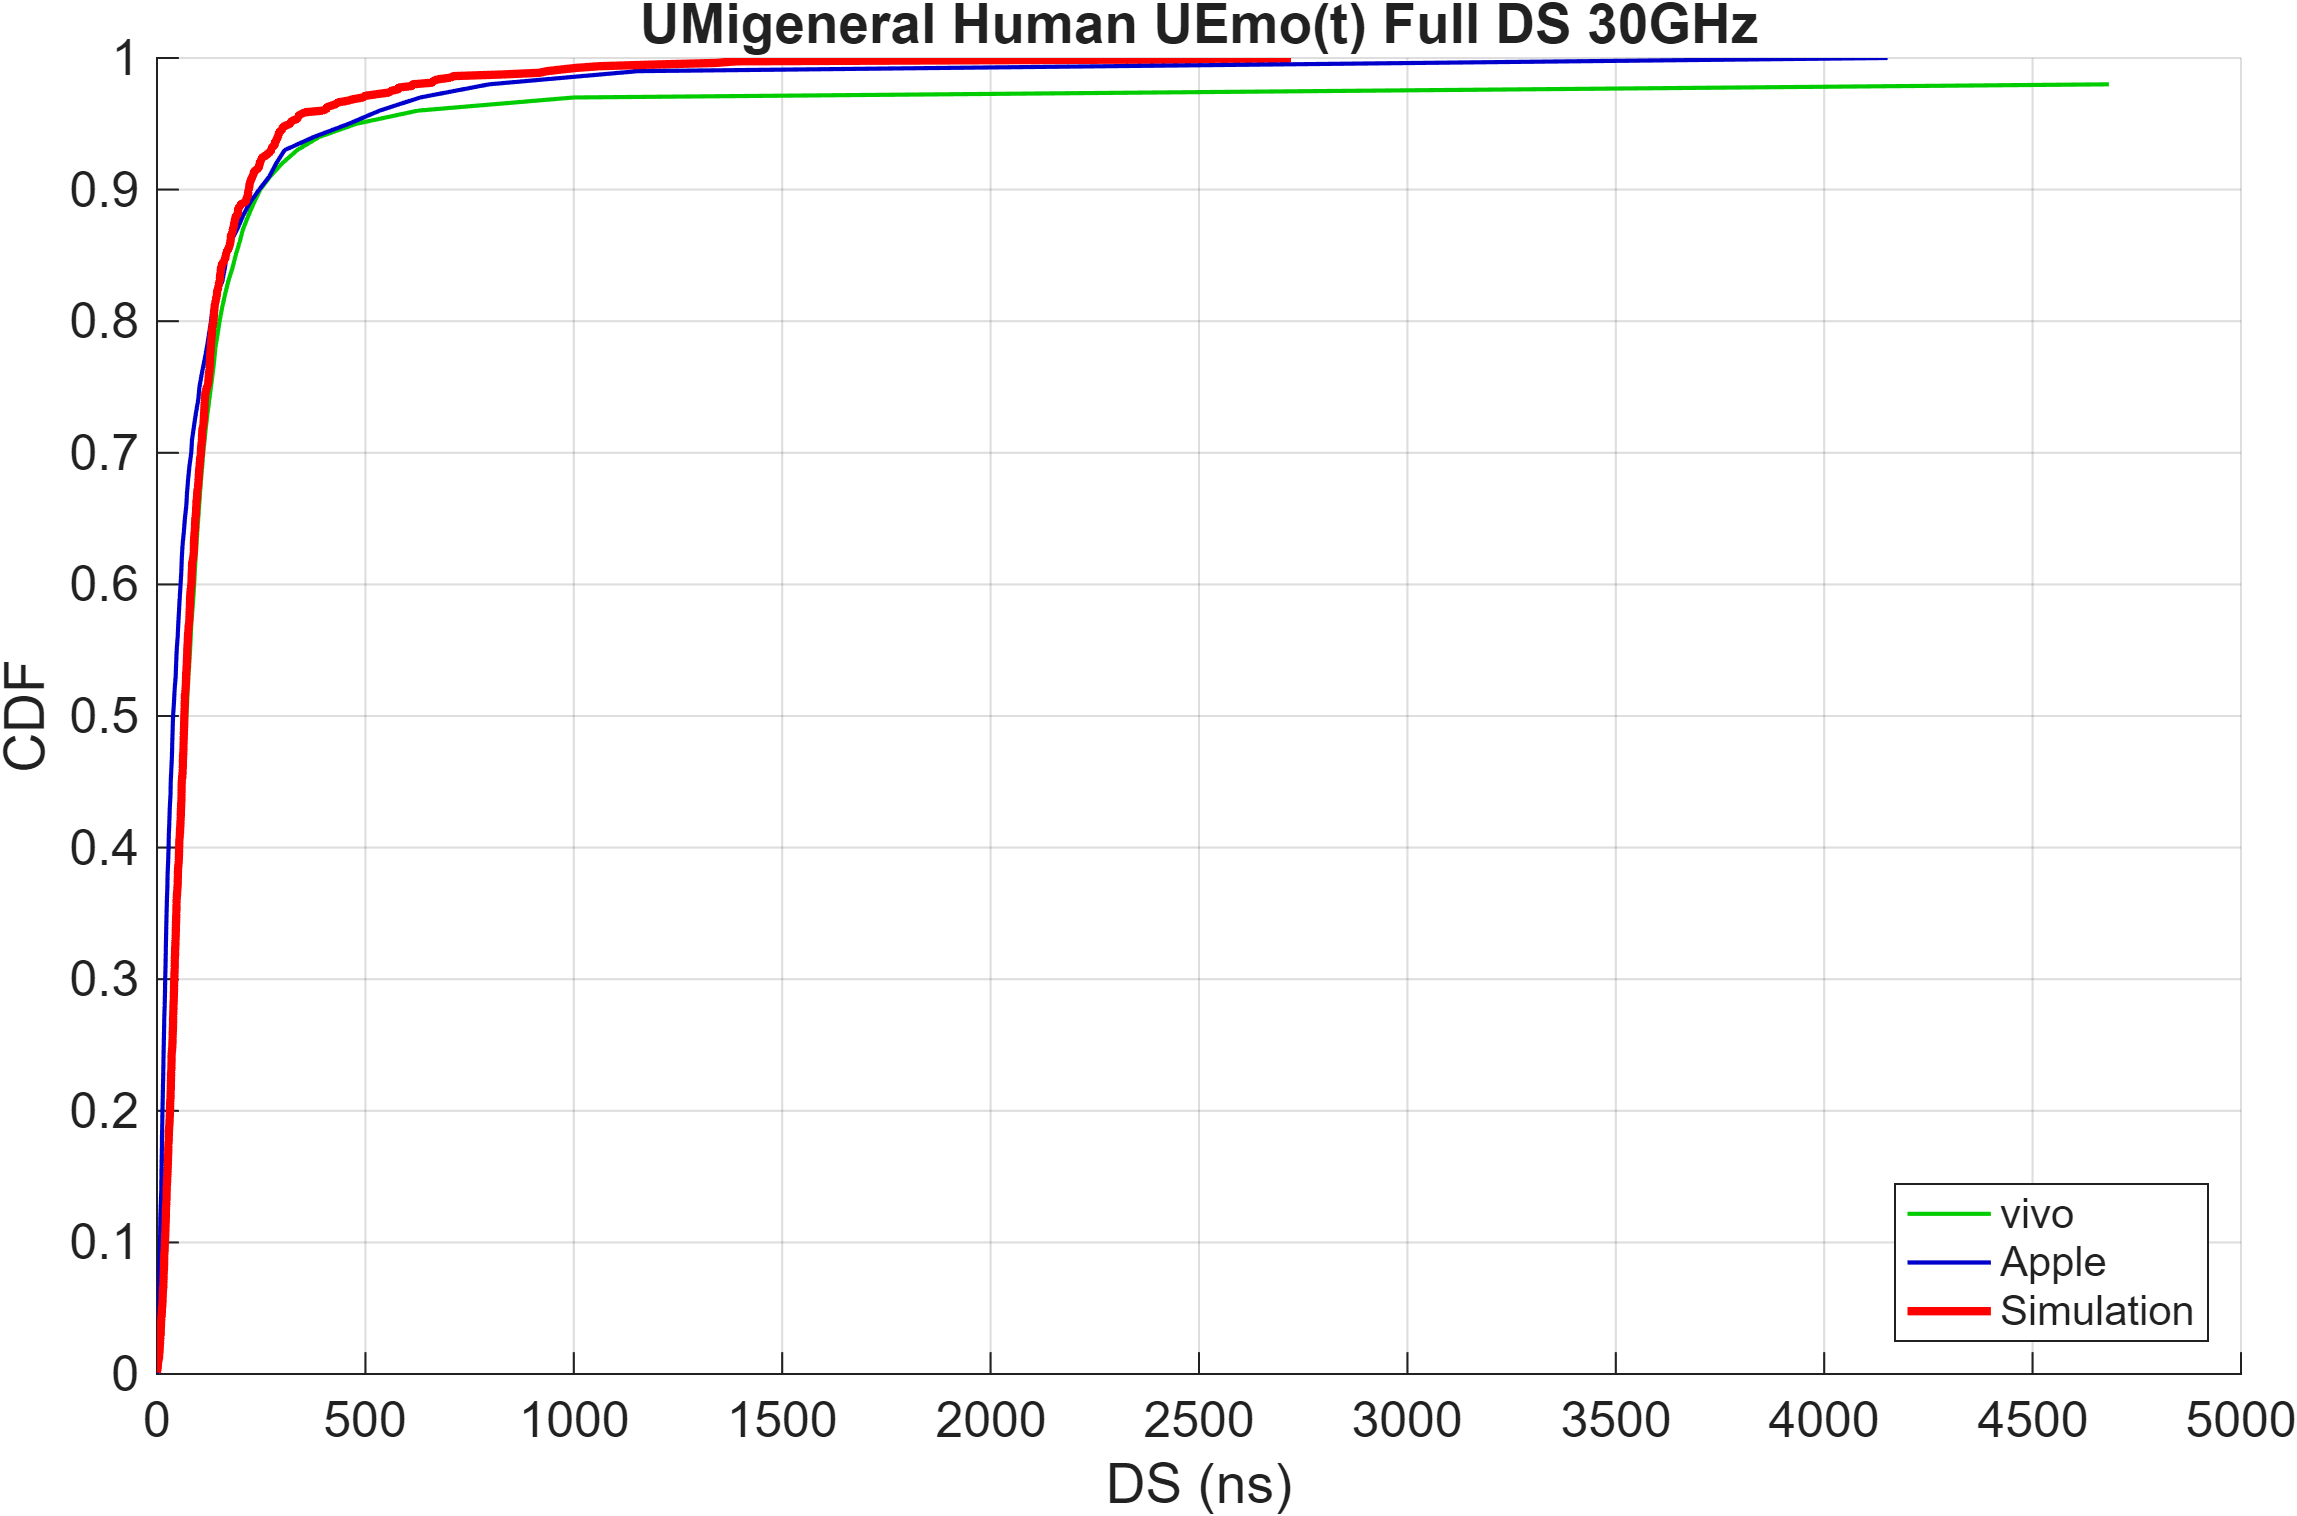 UMigeneral Human UEmo(t) Full DS 30GHz
1
0.9
0.8
0.7
0.6
0.5
0.4
0.3
0.2
0.1
0
CDF
0 500 1000 1500 2000 2500 3000 3500 4000 4500 5000
DS (ns)
vivo
Apple
Simulation